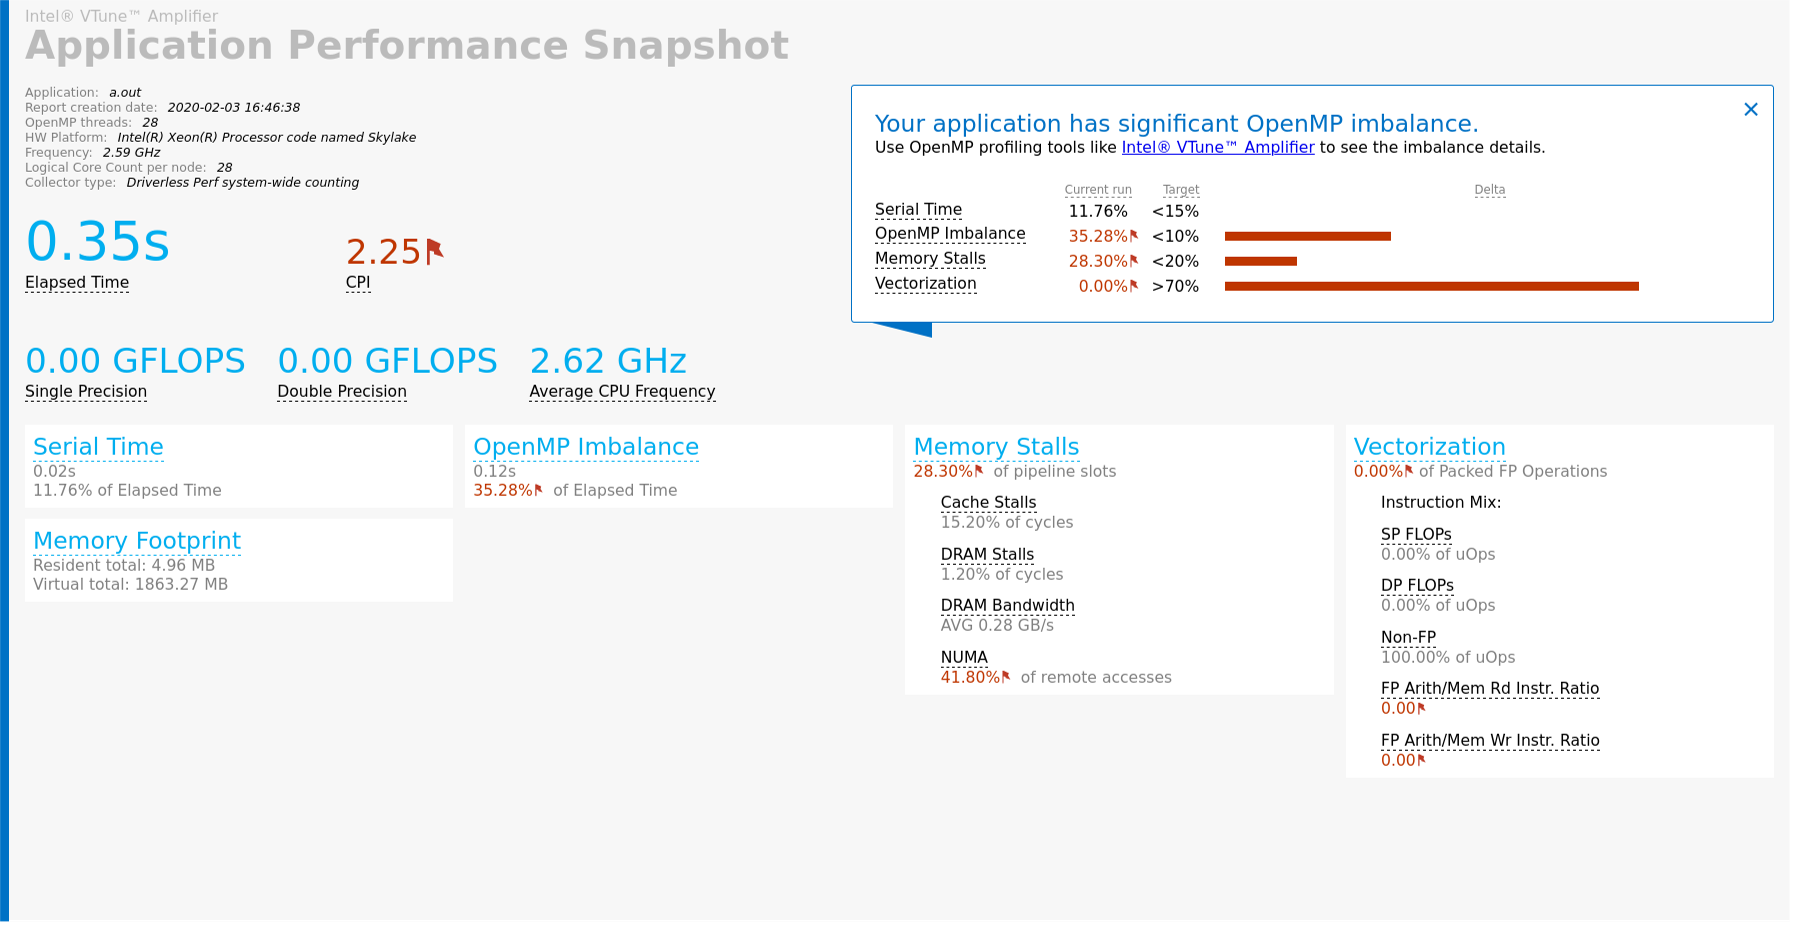 Intel® VTune™ Amplifier
Application Performance Snapshot
Application: a.out
Report creation date: 2020-02-03 16:46:38
OpenMP threads: 28
HW Platform: Intel(R) Xeon(R) Processor code named Skylake
Frequency: 2.59 GHz
Logical Core Count per node: 28
Collector type: Driverless Perf system-wide counting
0.35s
Elapsed Time
2.25
CPI
Your application has significant OpenMP imbalance.
Use OpenMP profiling tools like Intel® VTune™ Amplifier to see the imbalance details.
Current run Target Delta
Serial Time 11.76% <15%
OpenMP Imbalance 35.28% <10%
Memory Stalls 28.30% <20%
Vectorization 0.00% >70%
0.00 GFLOPS
Single Precision
0.00 GFLOPS
Double Precision
2.62 GHz
Average CPU Frequency
Serial Time
0.02s
11.76% of Elapsed Time
Memory Footprint
Resident total: 4.96 MB
Virtual total: 1863.27 MB
OpenMP Imbalance
0.12s
35.28% of Elapsed Time
Memory Stalls
28.30% of pipeline slots
Cache Stalls
15.20% of cycles
DRAM Stalls
1.20% of cycles
DRAM Bandwidth
AVG 0.28 GB/s
NUMA
41.80% of remote accesses
Vectorization
0.00% of Packed FP Operations
Instruction Mix:
SP FLOPs
0.00% of uOps
DP FLOPs
0.00% of uOps
Non-FP
100.00% of uOps
FP Arith/Mem Rd Instr. Ratio
0.00
FP Arith/Mem Wr Instr. Ratio
0.00